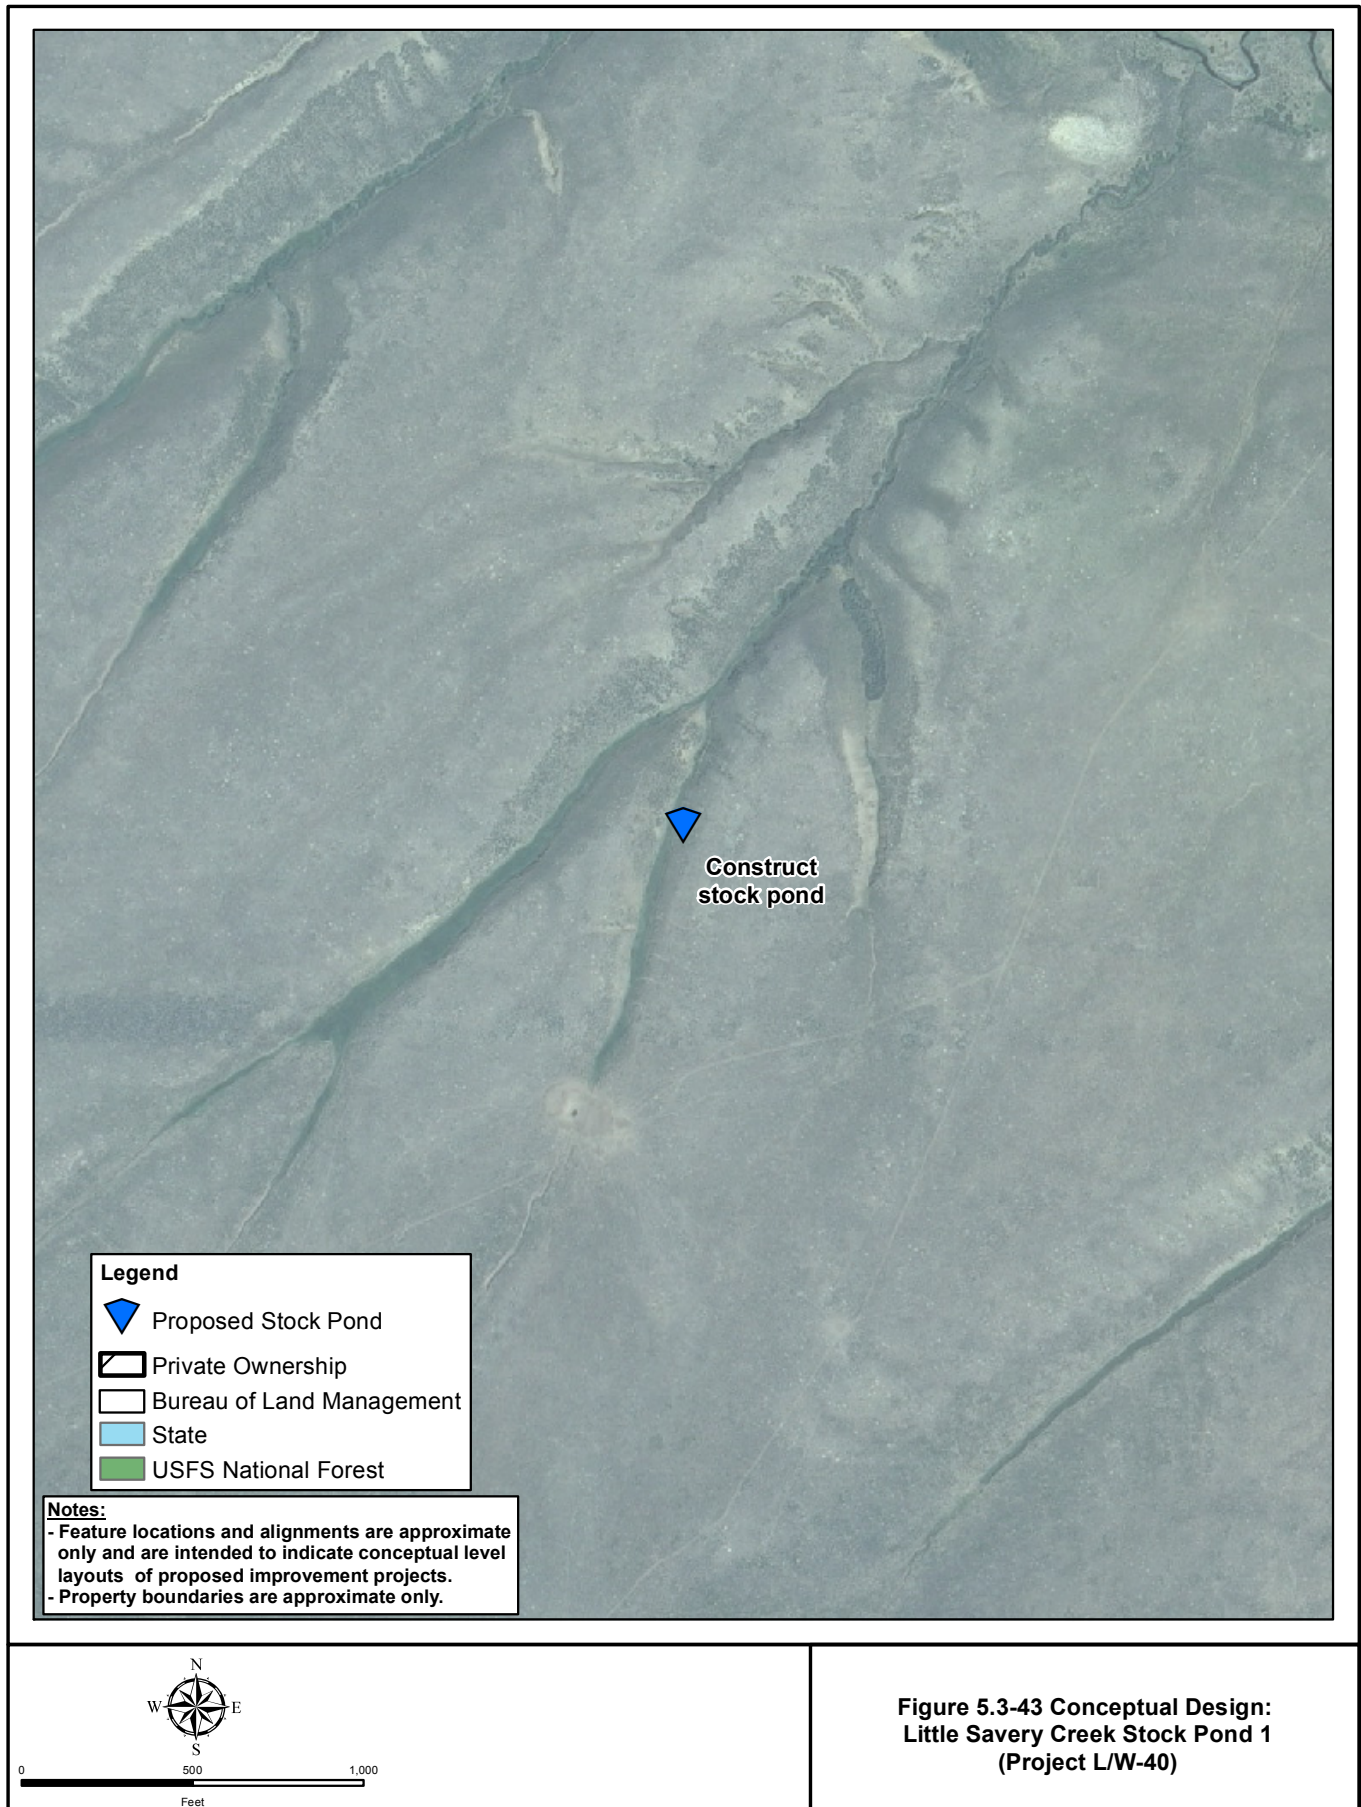 Construct
stock pond
Legend
Proposed Stock Pond
Private Ownership
Bureau of Land Management
State
USFS National Forest
Notes:
- Feature locations and alignments are approximate
only and are intended to indicate conceptual level
layouts of proposed improvement projects.
- Property boundaries are approximate only.
N
W E
S
0 500 1,000
Feet
Figure 5.3-43 Conceptual Design:
Little Savery Creek Stock Pond 1
(Project L/W-40)